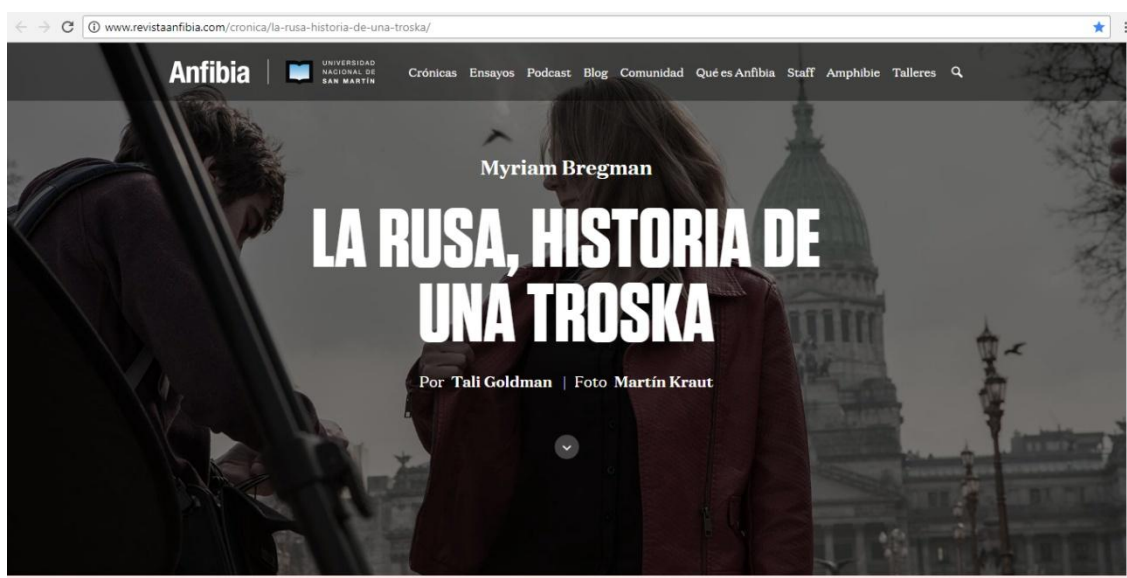 www.revistaanfibia.com/cronica/la-rusa-historia-de-una-troska/
Anfibia | UNIVERSIDAD NACIONAL DE SAN MARTÍN Crónicas Ensayos Podcast Blog Comunidad Qué es Anfibia Staff Amphibie Talleres
Myriam Bregman
LA RUSA, HISTORIA DE
UNA TROSKA
Por Tali Goldman | Foto Martín Kraut